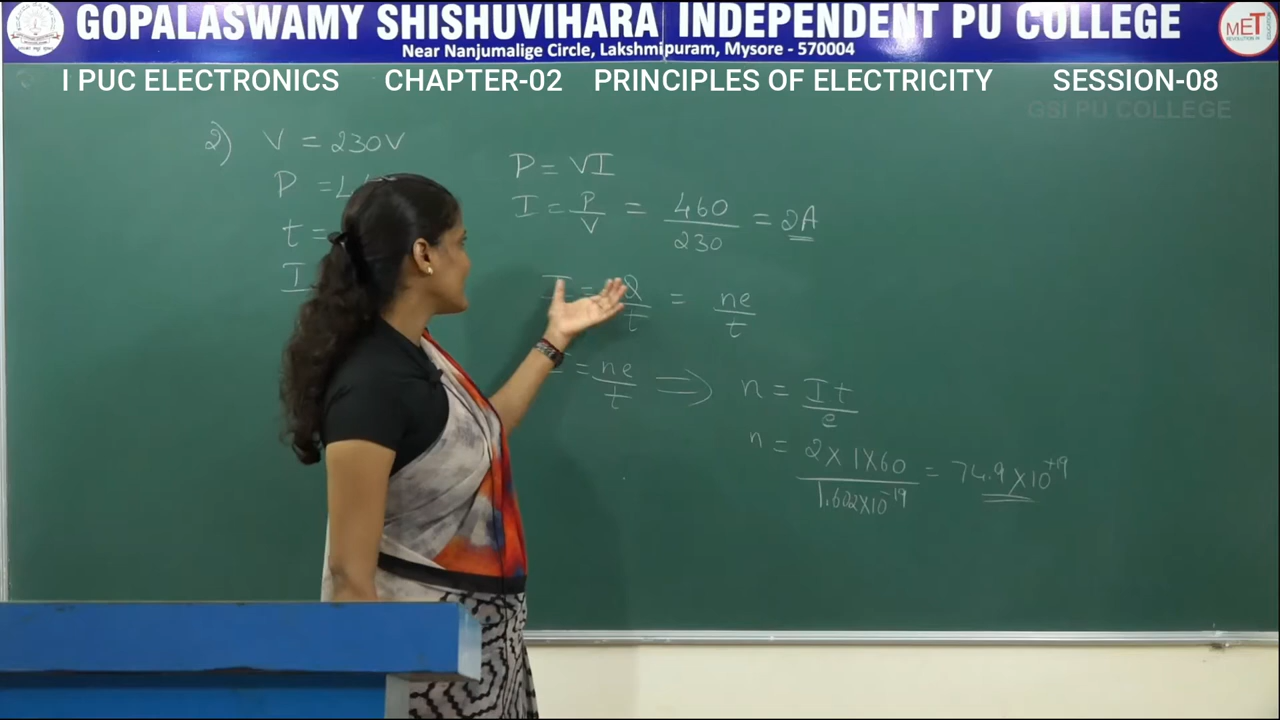 GOPALASWAMY SHISHUVIHARA INDEPENDENT PU COLLEGE
Near Nanjumalige Circle, Lakshmipuram, Mysore - 570004
MET
I PUC ELECTRONICS CHAPTER-02 PRINCIPLES OF ELECTRICITY SESSION-08
GSI PU COLLEGE
2) V = 230V
P =
t =
I
P = VI
I = P/V = 460/230 = 2A
I = Q/t = ne/t
= ne/t ⇒ n = It/e
n = 2×1×60/1.602×10⁻¹⁹ = 74.9×10⁺¹⁹